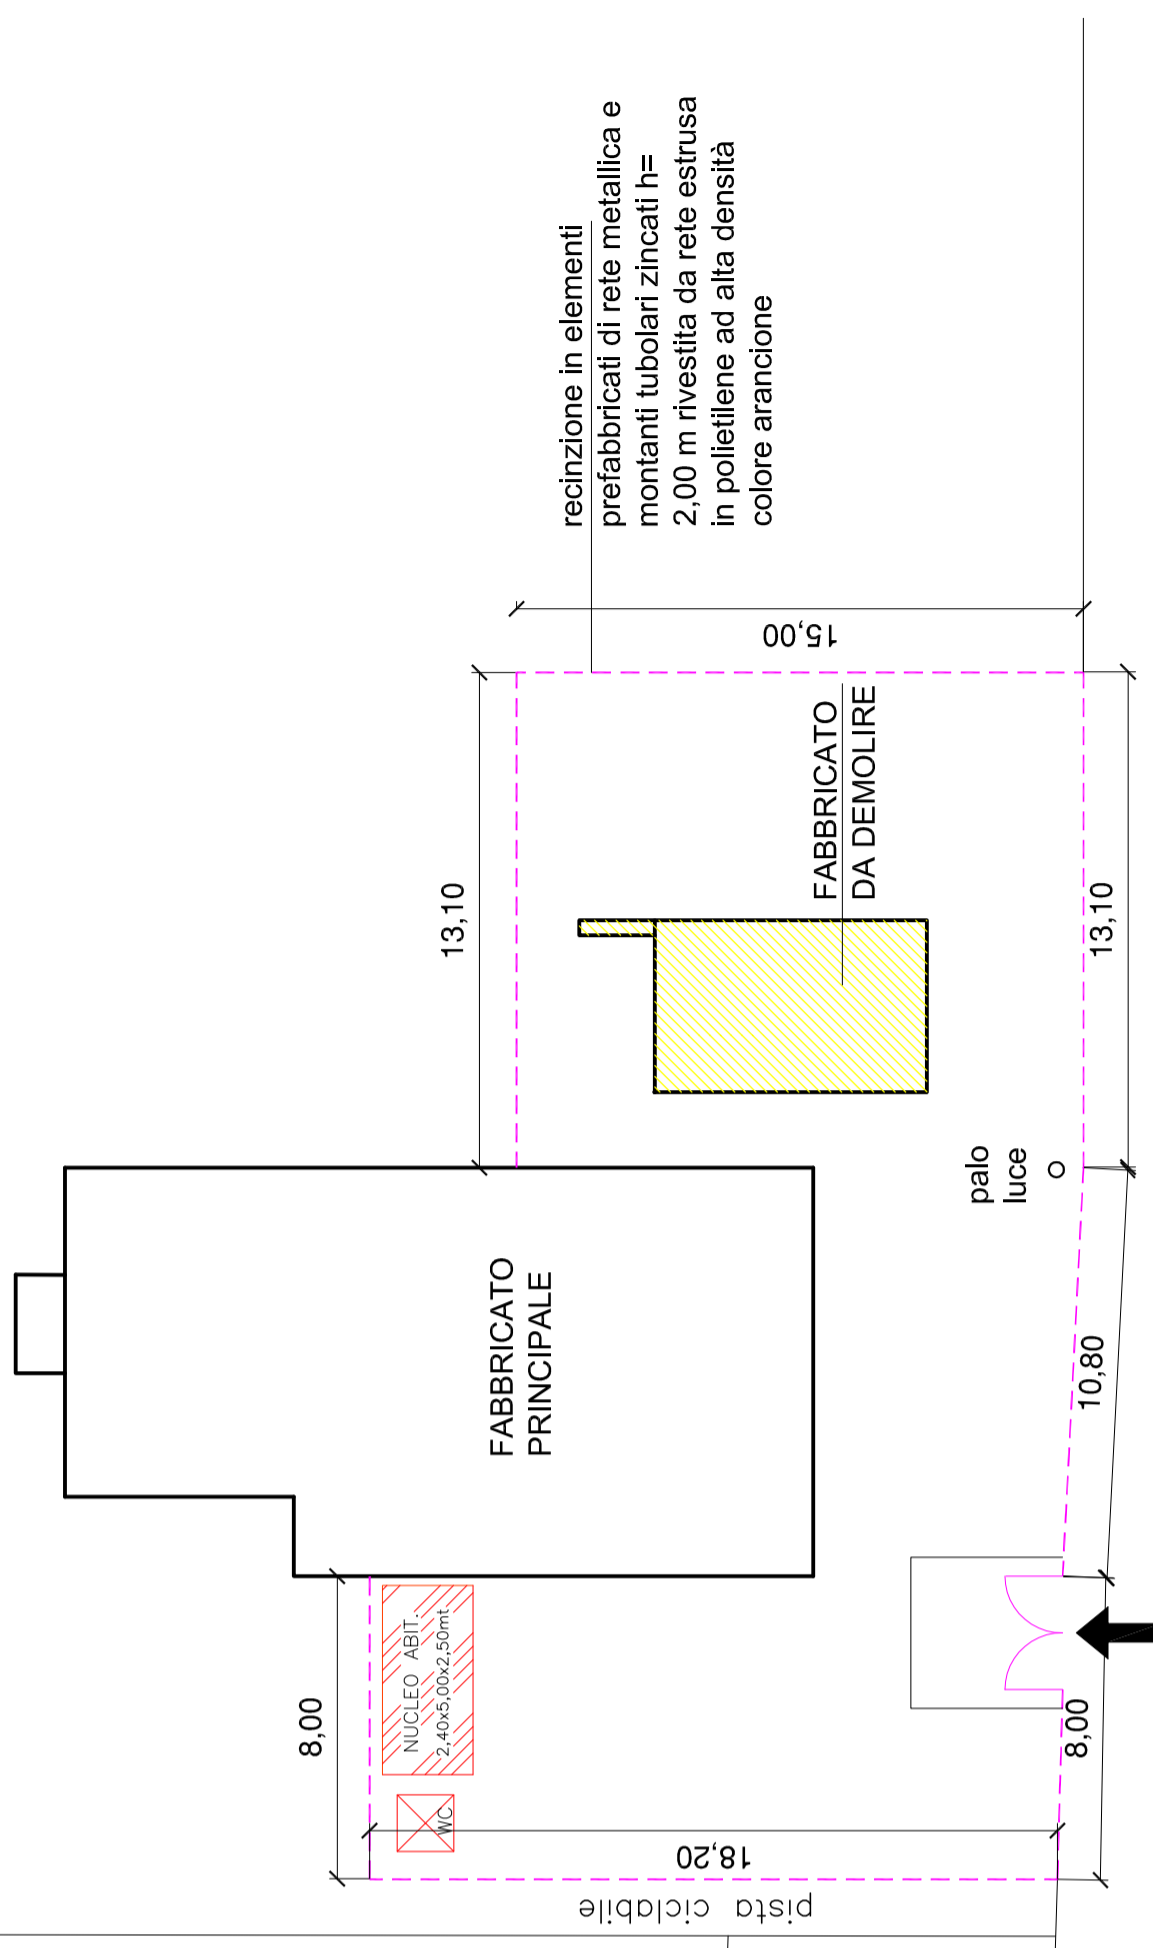 recinzione in elementi
prefabbricati di rete metallica e
montanti tubolari zincati h=
2,00 m rivestita da rete estrusa
in polietilene ad alta densità
colore arancione
15,00
13,10
FABBRICATO
DA DEMOLIRE
13,10
palo
luce
FABBRICATO
PRINCIPALE
10,80
8,00
NUCLEO ABIT.
2,40x5,00x2,50mt
WC
8,00
18,20
pista ciclabile